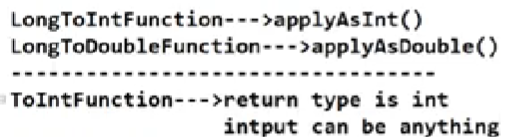 LongToIntFunction--->applyAsInt()
LongToDoubleFunction--->applyAsDouble()
-----------------------------------
ToIntFunction--->return type is int
intput can be anything